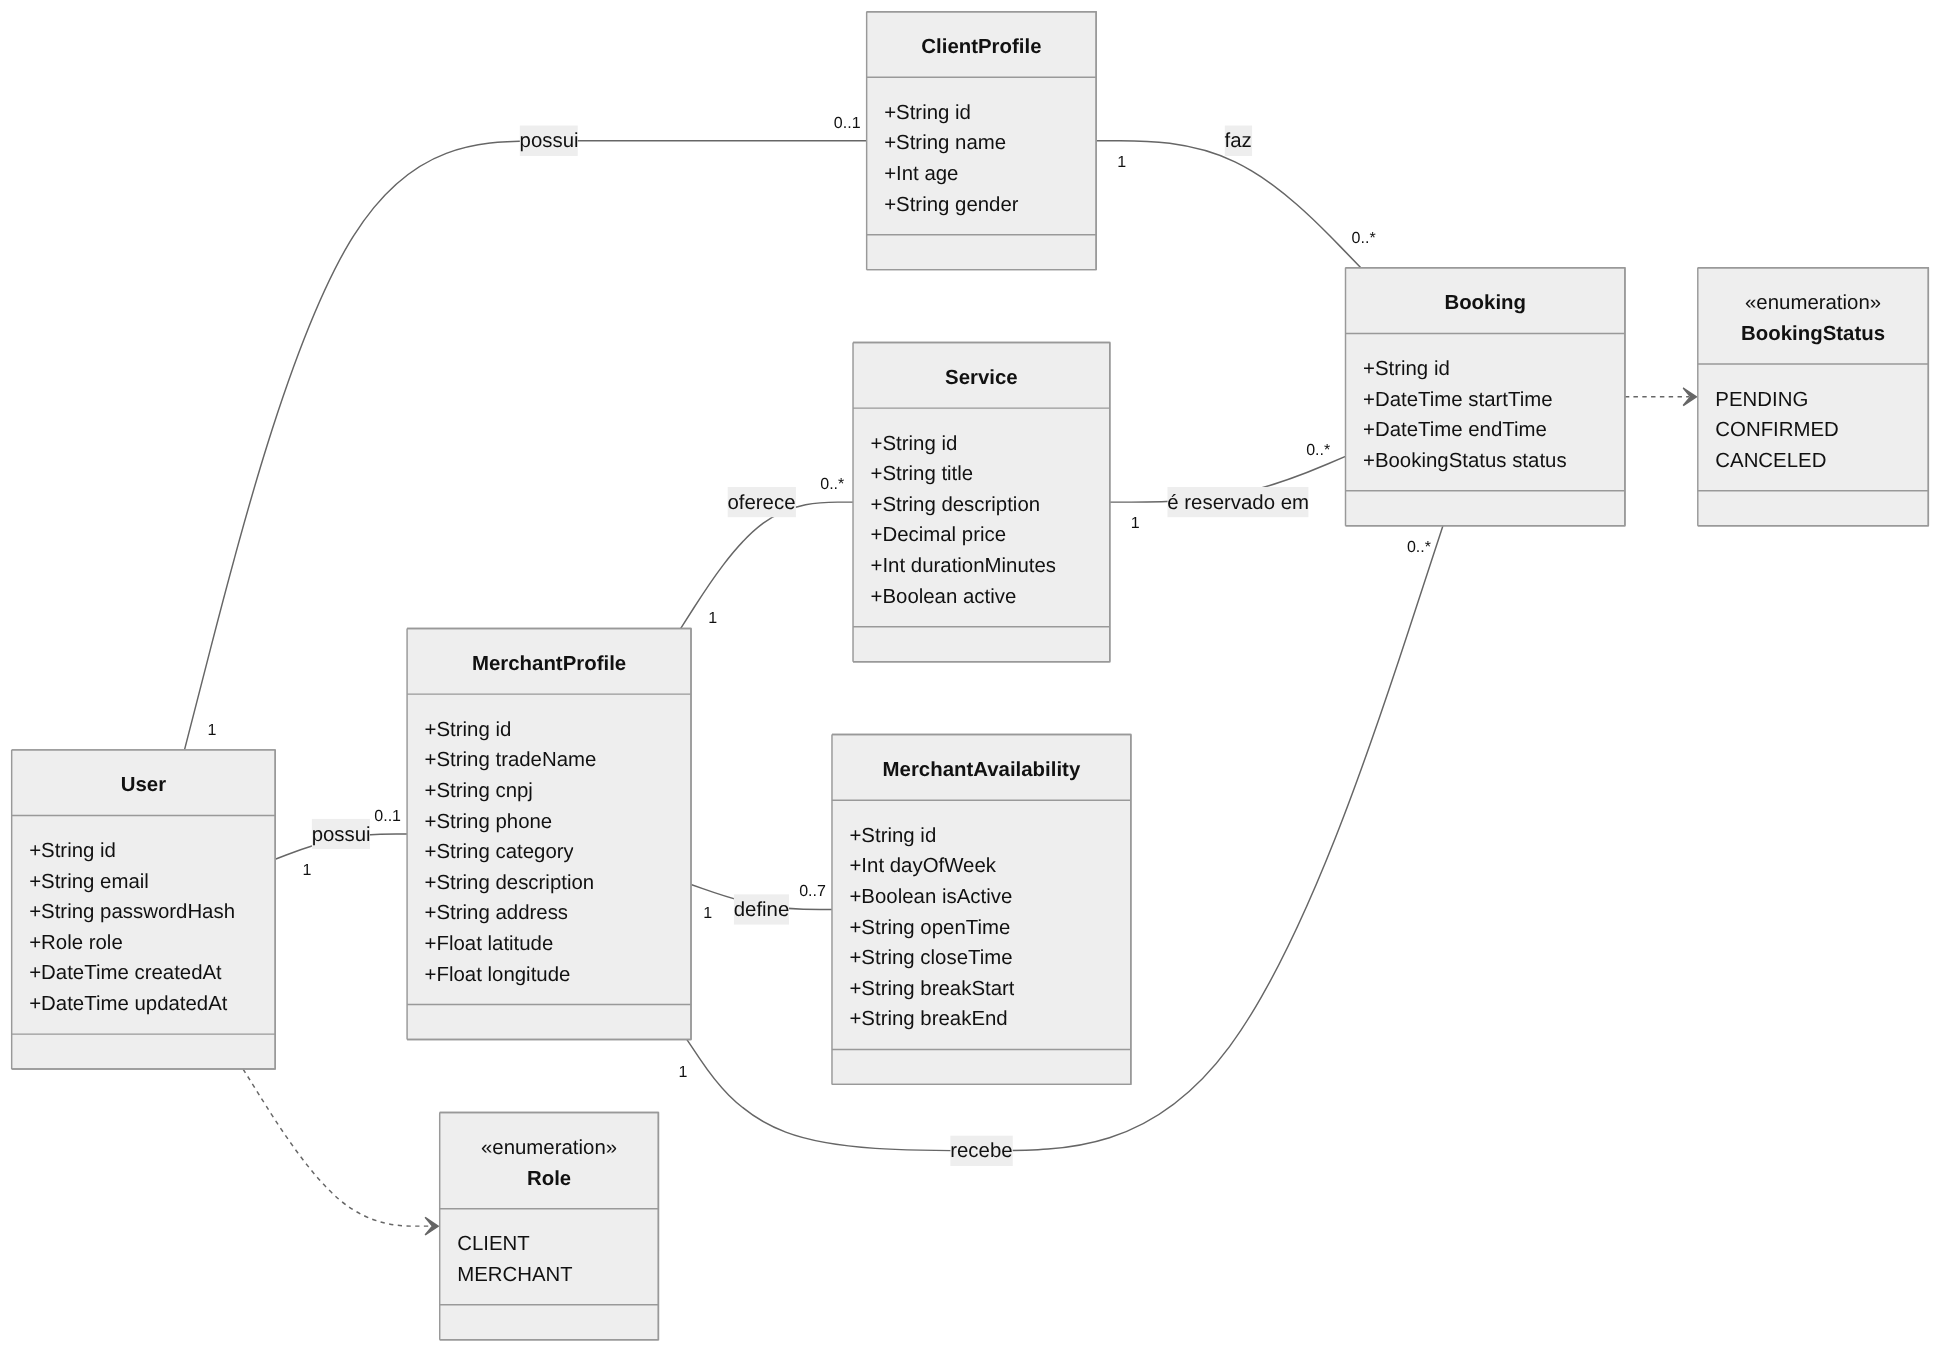 ClientProfile
+String id
+String name
+Int age
+String gender
possui
0..1
1
faz
1
0..*
Booking
+String id
+DateTime startTime
+DateTime endTime
+BookingStatus status
«enumeration»
BookingStatus
PENDING
CONFIRMED
CANCELED
Service
+String id
+String title
+String description
+Decimal price
+Int durationMinutes
+Boolean active
oferece
0..*
1
é reservado em
1
0..*
0..*
MerchantProfile
+String id
+String tradeName
+String cnpj
+String phone
+String category
+String description
+String address
+Float latitude
+Float longitude
User
+String id
+String email
+String passwordHash
+Role role
+DateTime createdAt
+DateTime updatedAt
possui
0..1
1
define
0..7
1
MerchantAvailability
+String id
+Int dayOfWeek
+Boolean isActive
+String openTime
+String closeTime
+String breakStart
+String breakEnd
1
recebe
«enumeration»
Role
CLIENT
MERCHANT